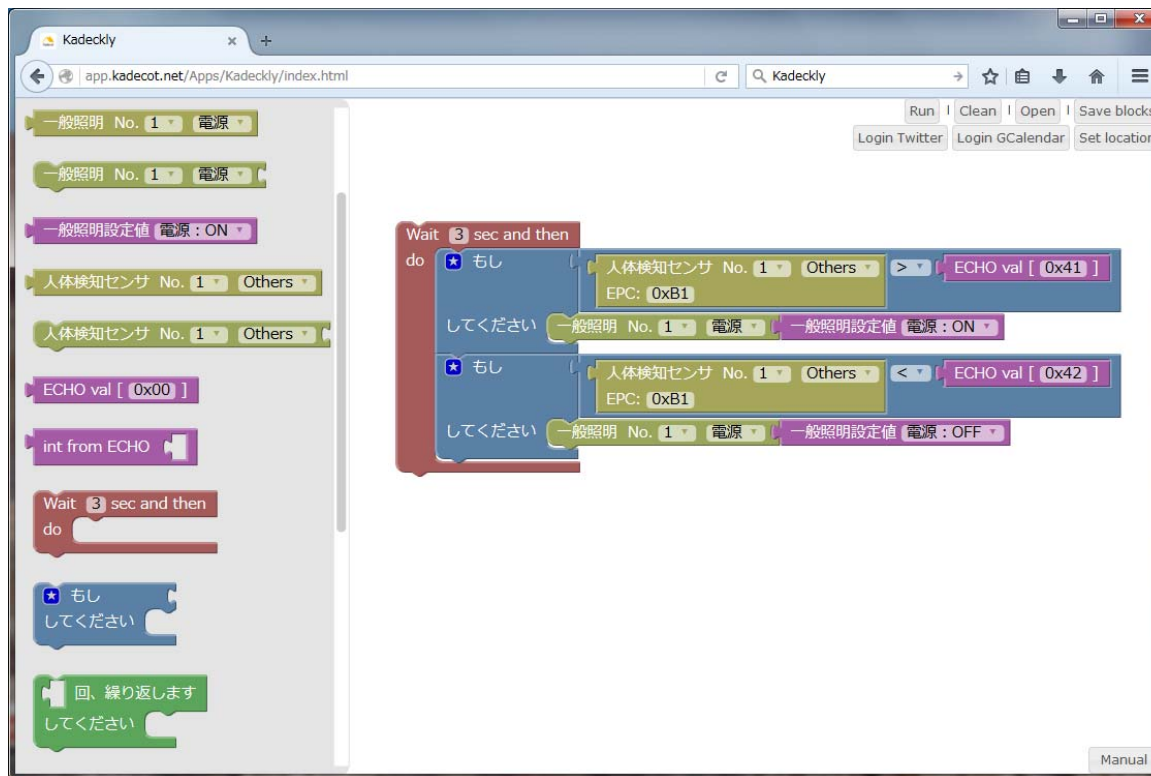 Kadeckly
app.kadecot.net/Apps/Kadeckly/index.html
Kadeckly
Run | Clean | Open | Save blocks
Login Twitter Login GCalendar Set location
一般照明 No. 1 電源
一般照明 No. 1 電源
一般照明設定値 電源:ON
人体検知センサ No. 1 Others
人体検知センサ No. 1 Others
ECHO val [ 0x00 ]
int from ECHO
Wait 3 sec and then
do
もし
してください
回、繰り返します
してください
Wait 3 sec and then
do もし 人体検知センサ No. 1 Others > ECHO val [ 0x41 ]
EPC: 0xB1
してください 一般照明 No. 1 電源 一般照明設定値 電源:ON
もし 人体検知センサ No. 1 Others < ECHO val [ 0x42 ]
EPC: 0xB1
してください 一般照明 No. 1 電源 一般照明設定値 電源:OFF
Manual